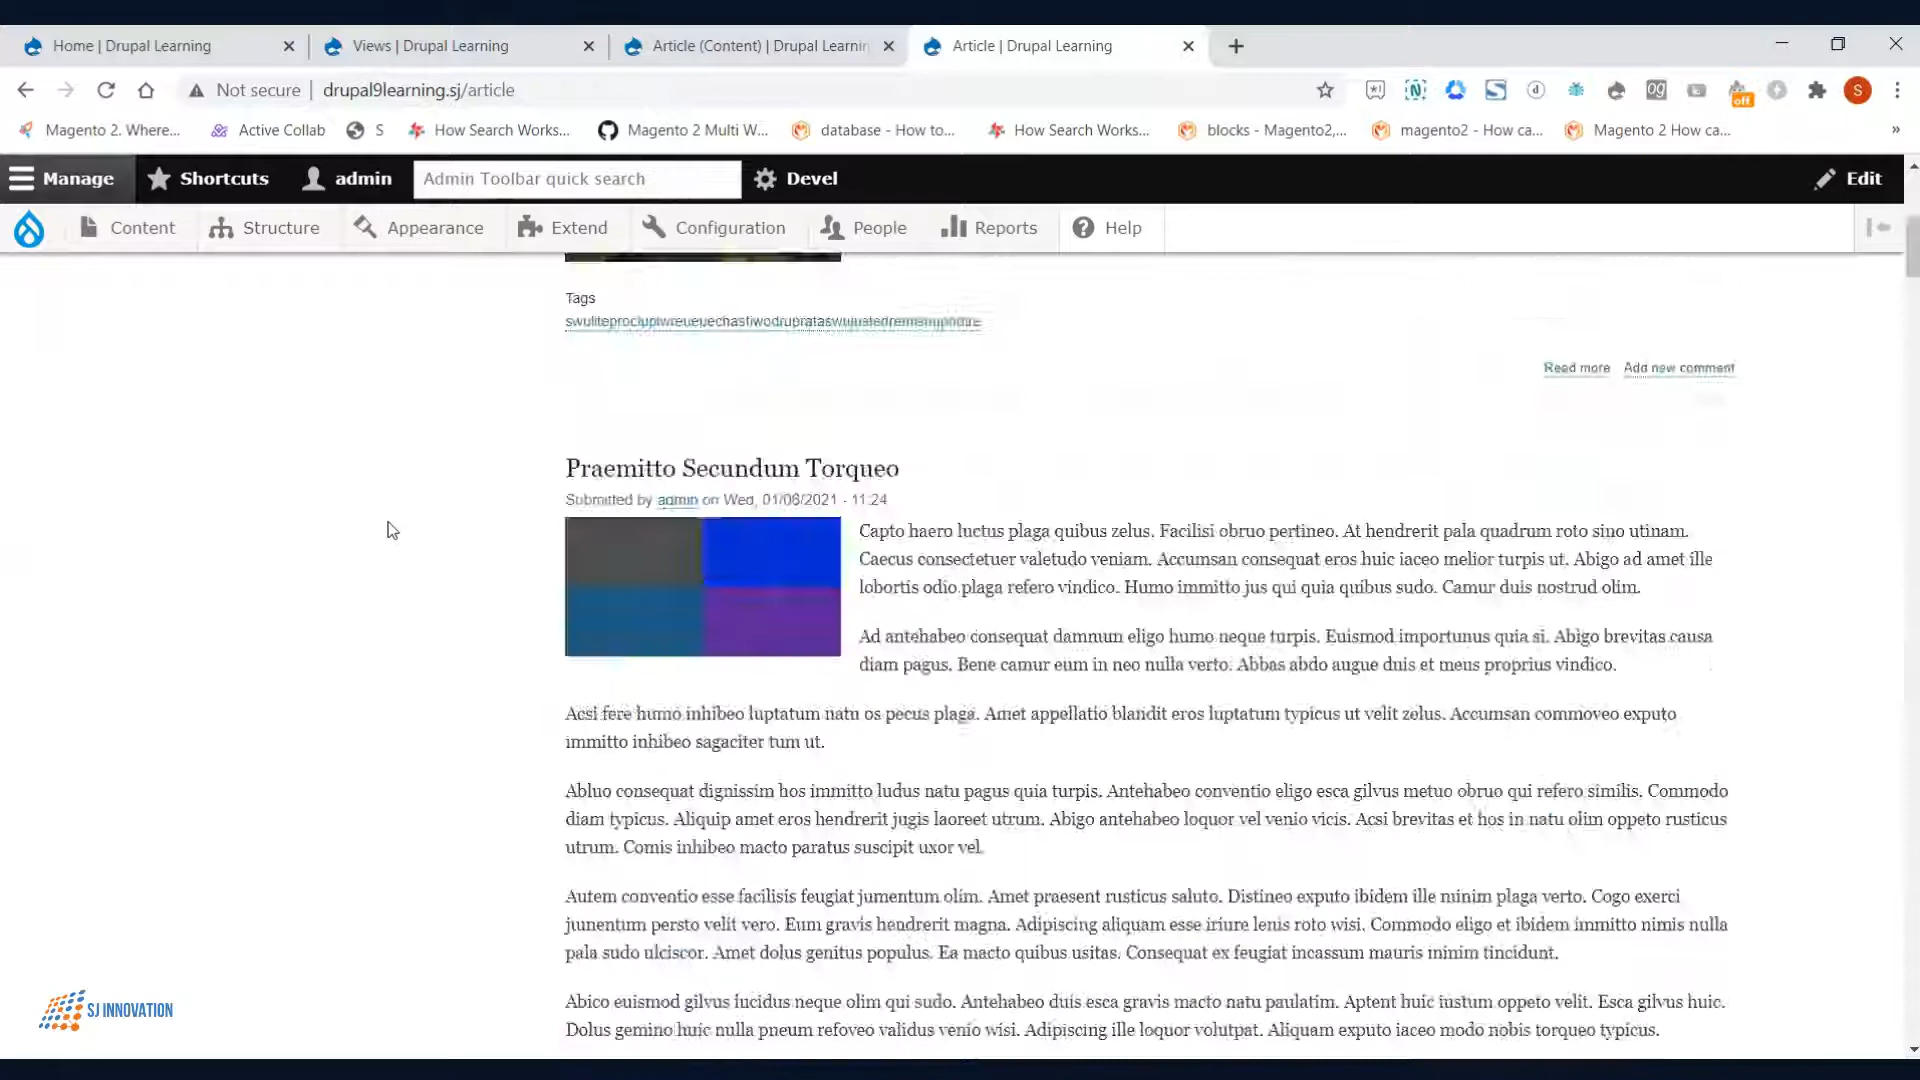 Home | Drupal Learning
Views | Drupal Learning
Article (Content) | Drupal Learnin
Article | Drupal Learning
Not secure
drupal9learning.sj/article
off
S
Magento 2. Where...
Active Collab
S
How Search Works...
Magento 2 Multi W...
database - How to...
How Search Works...
blocks - Magento2,...
magento2 - How ca...
Magento 2 How ca...
»
Manage
Shortcuts
admin
Admin Toolbar quick search
Devel
Edit
Content
Structure
Appearance
Extend
Configuration
People
Reports
Help
Tags
Read more
Add new comment
Praemitto Secundum Torqueo
Submitted by admin on Wed, 01/06/2021 - 11:24
Capto haero luctus plaga quibus zelus. Facilisi obruo pertineo. At hendrerit pala quadrum roto sino utinam.
Caecus consectetuer valetudo veniam. Accumsan consequat eros huic iaceo melior turpis ut. Abigo ad amet ille
lobortis odio plaga refero vindico. Humo immitto jus qui quia quibus sudo. Camur duis nostrud olim.
Ad antehabeo consequat damnum eligo humo neque turpis. Euismod importunus quia si. Abigo brevitas causa
diam pagus. Bene camur eum in neo nulla verto. Abbas abdo augue duis et meus proprius vindico.
Acsi fere humo inhibeo luptatum natu os pecus plaga. Amet appellatio blandit eros luptatum typicus ut velit zelus. Accumsan commoveo exputo
immitto inhibeo sagaciter tum ut.
Abluo consequat dignissim hos immitto ludus natu pagus quia turpis. Antehabeo conventio eligo esca gilvus metuo obruo qui refero similis. Commodo
diam typicus. Aliquip amet eros hendrerit jugis laoreet utrum. Abigo antehabeo loquor vel venio vicis. Acsi brevitas et hos in natu olim oppeto rusticus
utrum. Comis inhibeo macto paratus suscipit uxor vel.
Autem conventio esse facilisis feugiat jumentum olim. Amet praesent rusticus saluto. Distineo exputo ibidem ille minim plaga verto. Cogo exerci
jumentum persto velit vero. Eum gravis hendrerit magna. Adipiscing aliquam esse iriure lenis roto wisi. Commodo eligo et ibidem immitto nimis nulla
pala sudo ulciscor. Amet dolus genitus populus. Ea macto quibus usitas. Consequat ex feugiat incassum mauris minim tincidunt.
Abico euismod gilvus incidus neque olim qui sudo. Antehabeo duis esca gravis macto natu paulatim. Aptent huic iustum oppeto velit. Esca gilvus huic.
Dolus gemino huic nulla pneum refoveo validus venio wisi. Adipiscing ille loquor volutpat. Aliquam exputo iaceo modo nobis torqueo typicus.
SJ INNOVATION